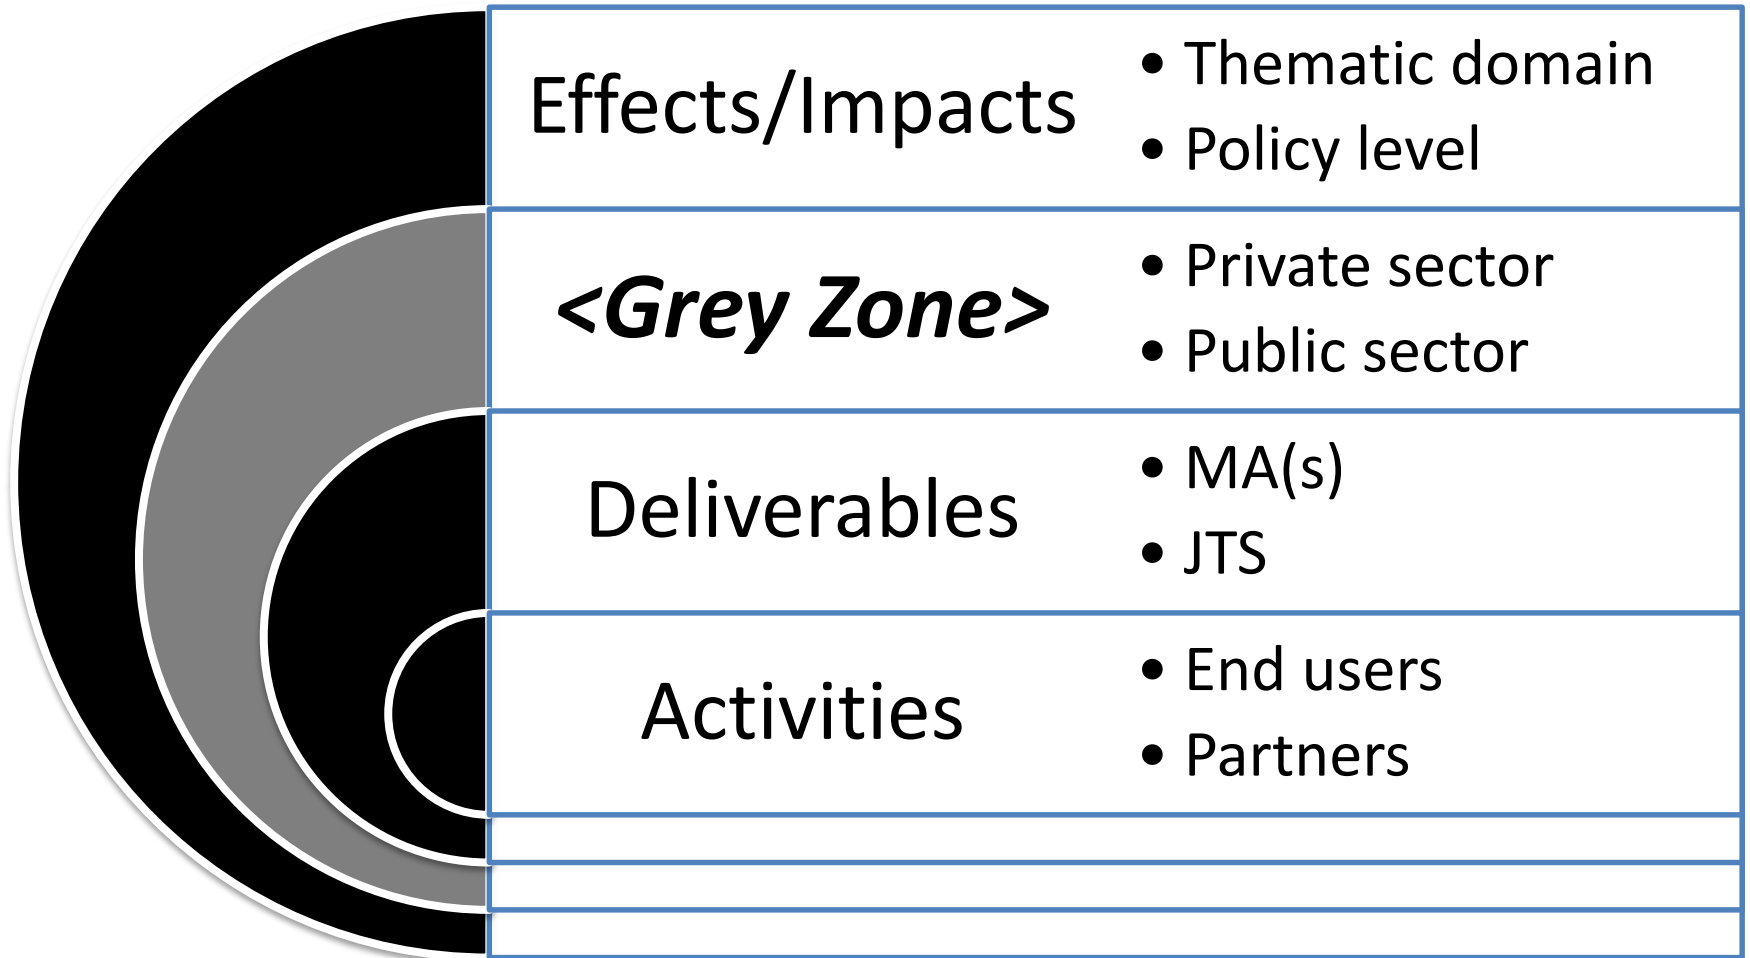 Effects/Impacts
• Thematic domain
• Policy level
<Grey Zone>
• Private sector
• Public sector
Deliverables
• MA(s)
• JTS
Activities
• End users
• Partners